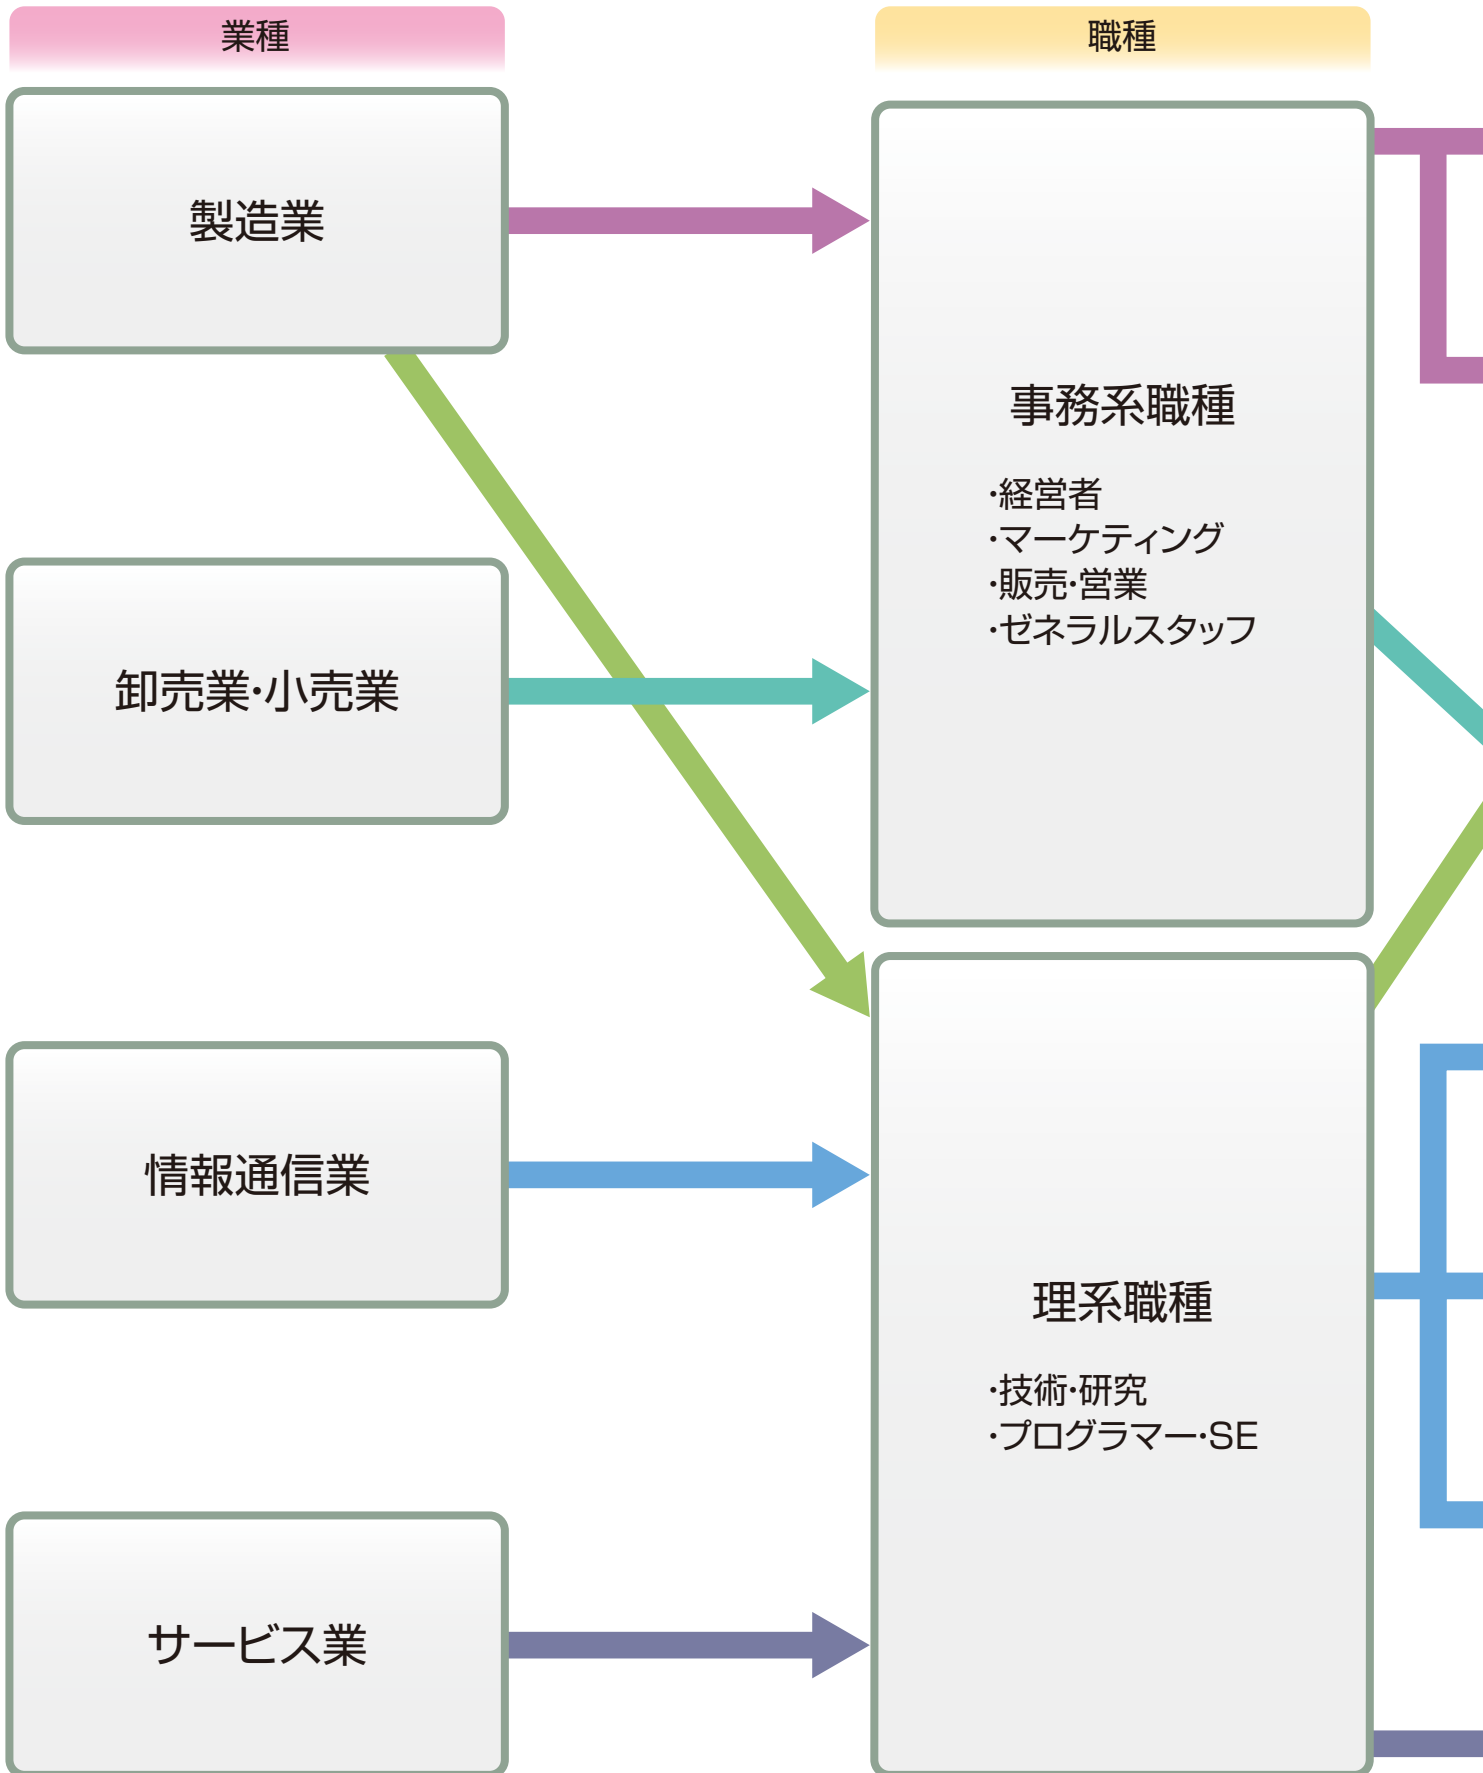 業種
職種
製造業
卸売業・小売業
情報通信業
サービス業
事務系職種
・経営者
・マーケティング
・販売・営業
・ゼネラルスタッフ
理系職種
・技術・研究
・プログラマー・SE